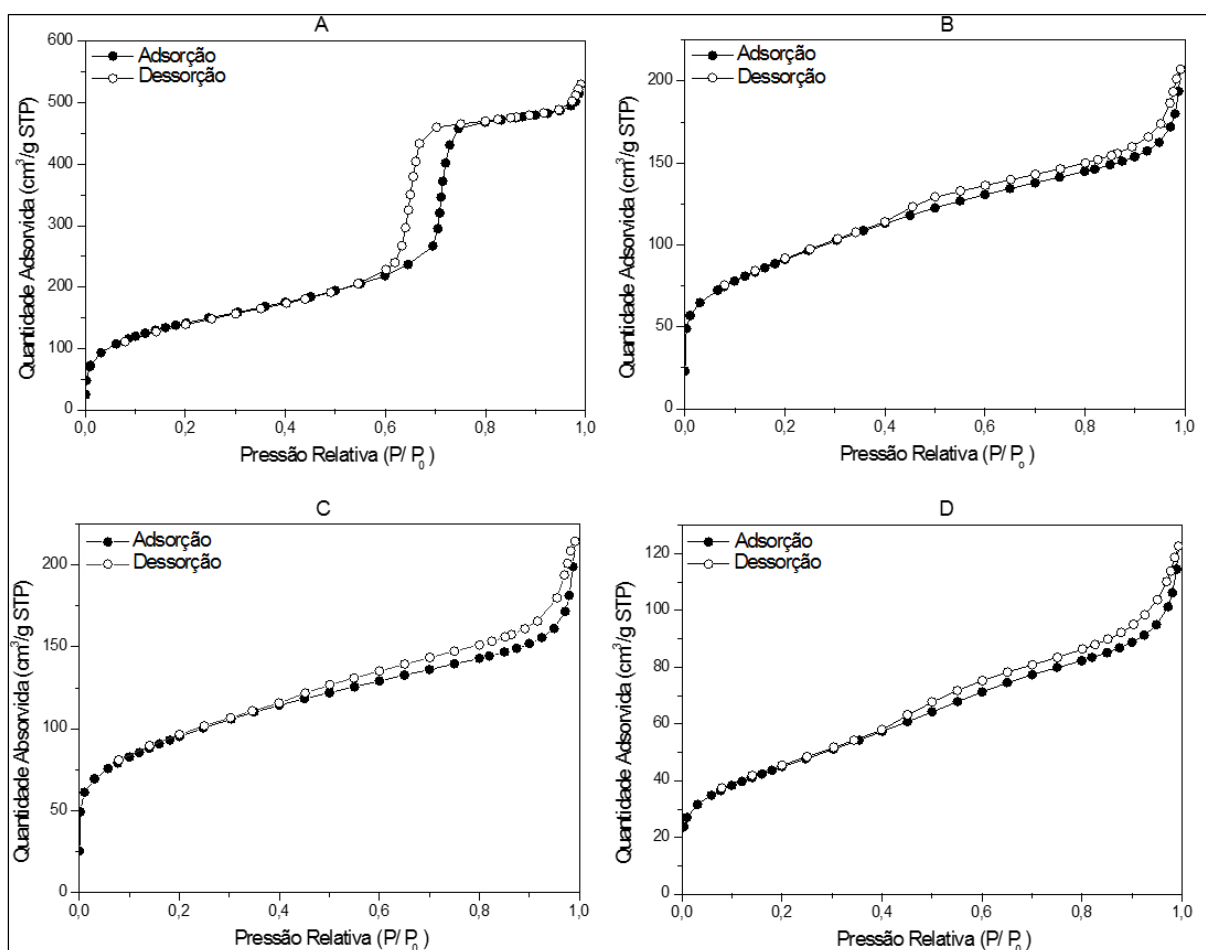 A
Adsorção
Dessorção
Quantidade Adsorvida (cm³/g STP)
600
500
400
300
200
100
0
0,0 0,2 0,4 0,6 0,8 1,0
Pressão Relativa (P/ P₀ )
B
Adsorção
Dessorção
Quantidade Adsorvida (cm³/g STP)
200
150
100
50
0
0,0 0,2 0,4 0,6 0,8 1,0
Pressão Relativa (P/ P₀ )
C
Adsorção
Dessorção
Quantidade Absorvida (cm³/g STP)
200
150
100
50
0
0,0 0,2 0,4 0,6 0,8 1,0
Pressão Relativa (P/ P₀ )
D
Adsorção
Dessorção
Quantidade Adsorvida (cm³/g STP)
120
100
80
60
40
20
0
0,0 0,2 0,4 0,6 0,8 1,0
Pressão Relativa (P/ P₀ )